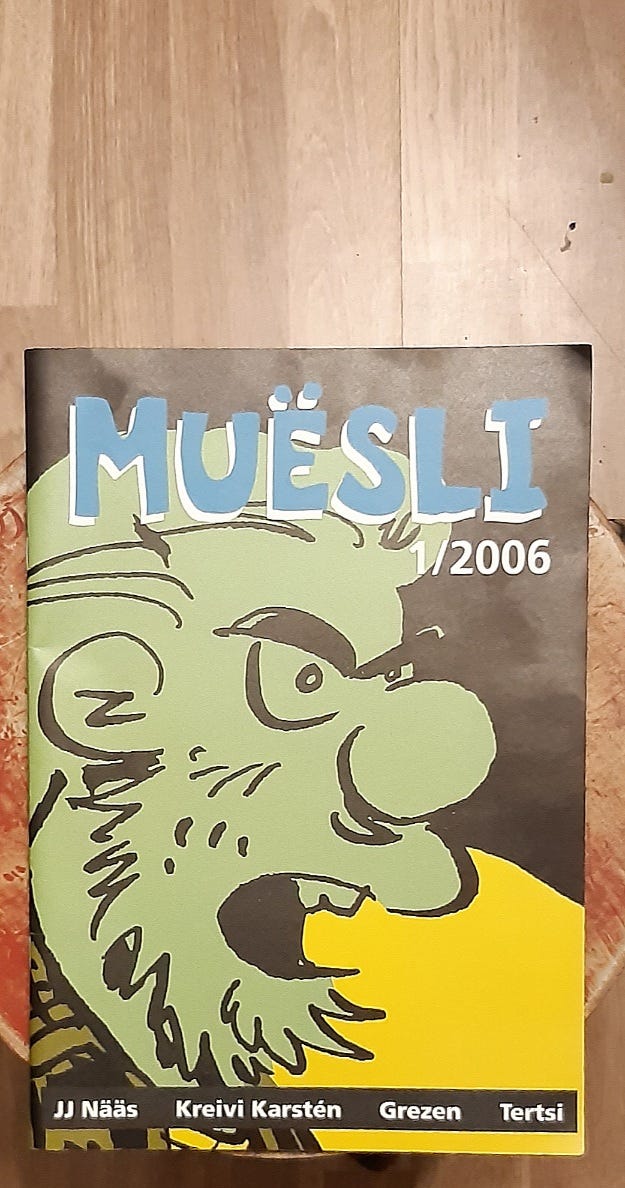 MUËSLI
1/2006
JJ Nääs Kreivi Karstén Grezen Tertsi